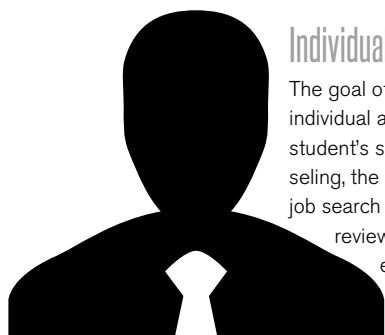 Individua
The goal of
individual a
student's s
seling, the
job search
review
e